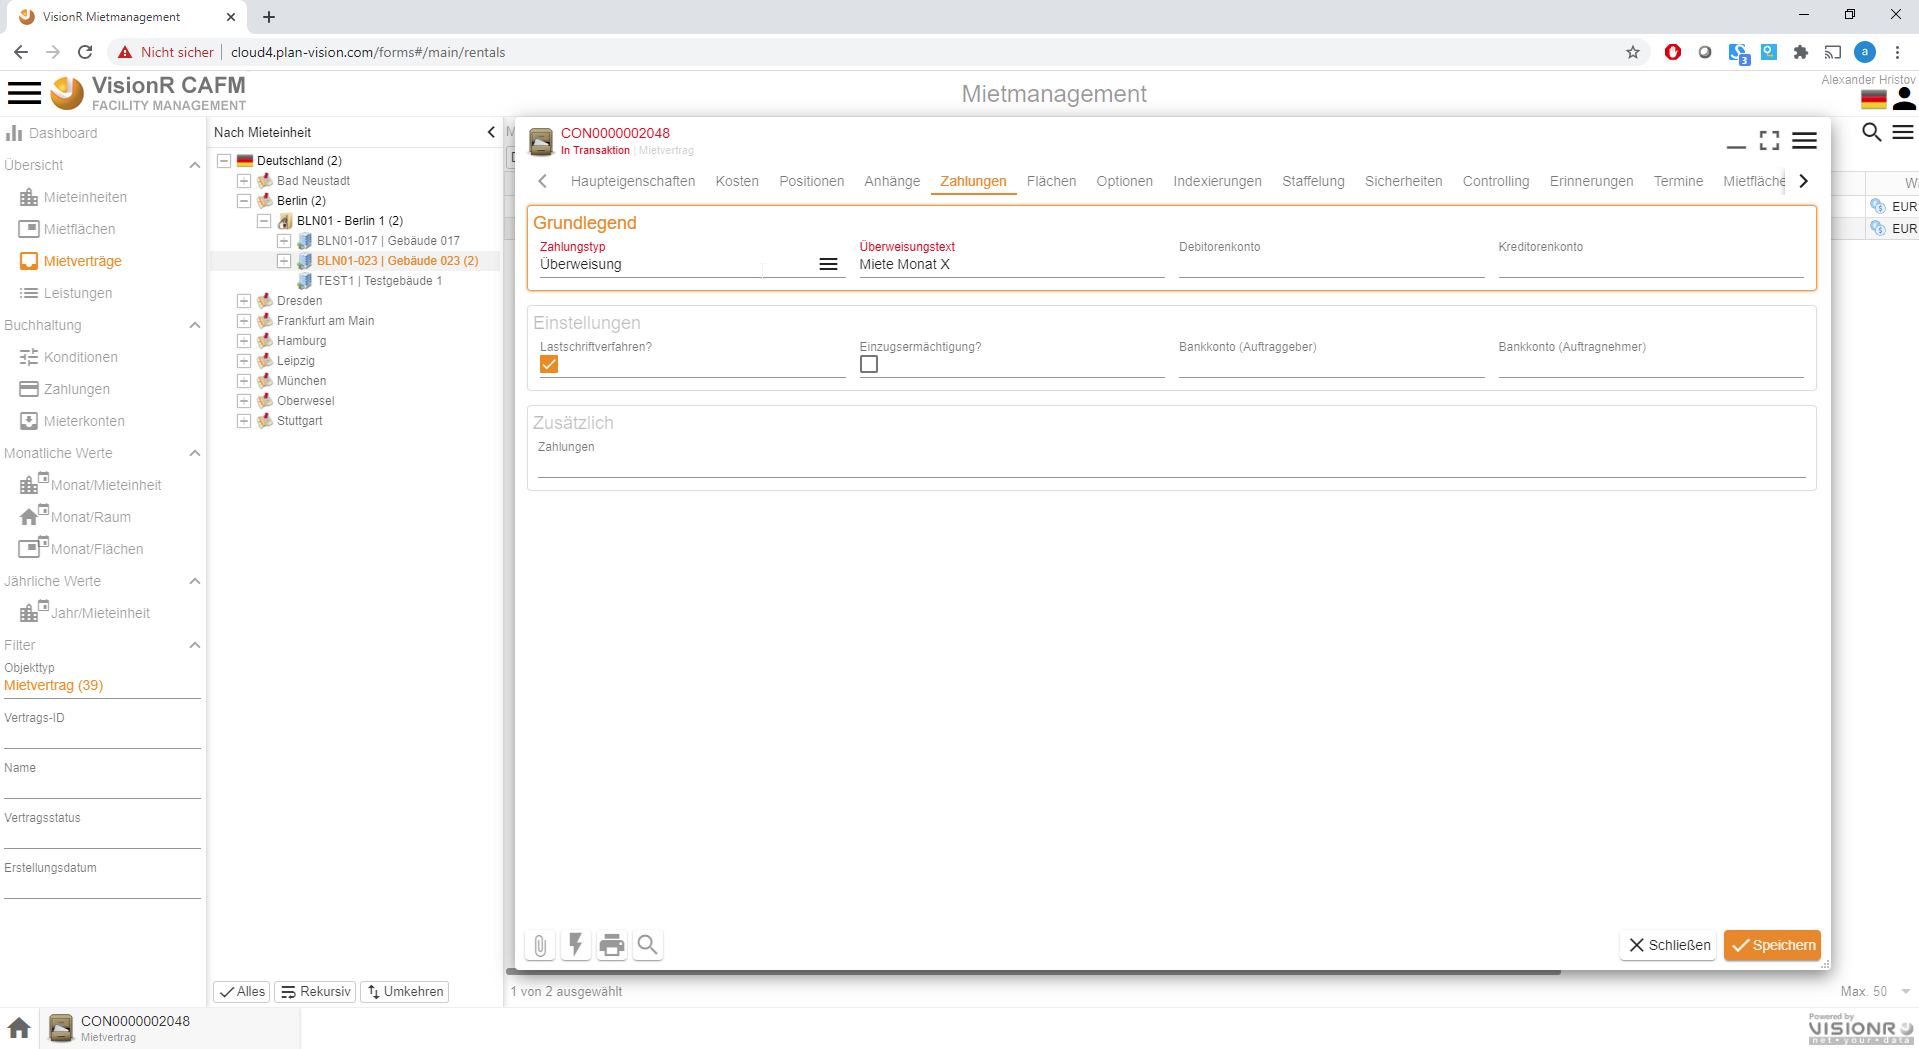 VisionR Mietmanagement
Nicht sicher
cloud4.plan-vision.com/forms#/main/rentals
3
a
VisionR CAFM
FACILITY MANAGEMENT
Mietmanagement
Alexander Hristov
Dashboard
Übersicht
Mieteinheiten
Mietflächen
Mietverträge
Leistungen
Buchhaltung
Konditionen
Zahlungen
Mieterkonten
Monatliche Werte
Monat/Mieteinheit
Monat/Raum
Monat/Flächen
Jährliche Werte
Jahr/Mieteinheit
Filter
Objekttyp
Mietvertrag (39)
Vertrags-ID
Name
Vertragsstatus
Erstellungsdatum
Nach Mieteinheit
Deutschland (2)
Bad Neustadt
Berlin (2)
BLN01 - Berlin 1 (2)
BLN01-017 | Gebäude 017
BLN01-023 | Gebäude 023 (2)
TEST1 | Testgebäude 1
Dresden
Frankfurt am Main
Hamburg
Leipzig
München
Oberwesel
Stuttgart
Alles
Rekursiv
Umkehren
CON0000002048
In Transaktion | Mietvertrag
Haupteigenschaften
Kosten
Positionen
Anhänge
Zahlungen
Flächen
Optionen
Indexierungen
Staffelung
Sicherheiten
Controlling
Erinnerungen
Termine
Mietfläche
Grundlegend
Zahlungstyp
Überweisung
Überweisungstext
Miete Monat X
Debitorenkonto
Kreditorenkonto
Einstellungen
Lastschriftverfahren?
Einzugsermächtigung?
Bankkonto (Auftraggeber)
Bankkonto (Auftragnehmer)
Zusätzlich
Zahlungen
Schließen
Speichern
EUR
EUR
1 von 2 ausgewählt
Max. 50
CON0000002048
Mietvertrag
Powered by
VISIONR
net • your • data